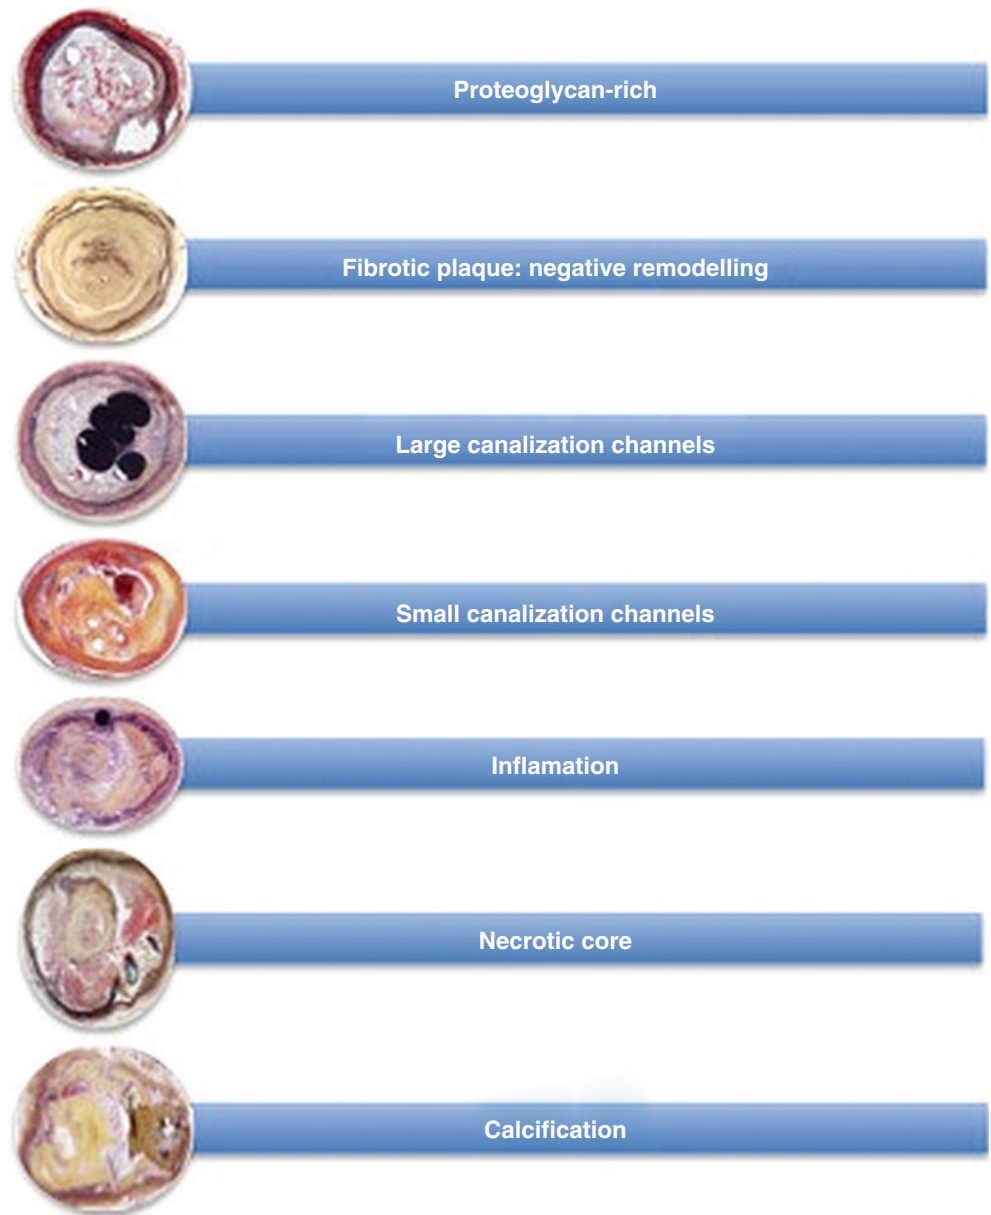 Proteoglycan-rich
Fibrotic plaque: negative remodelling
Large canalization channels
Small canalization channels
Inflamation
Necrotic core
Calcification